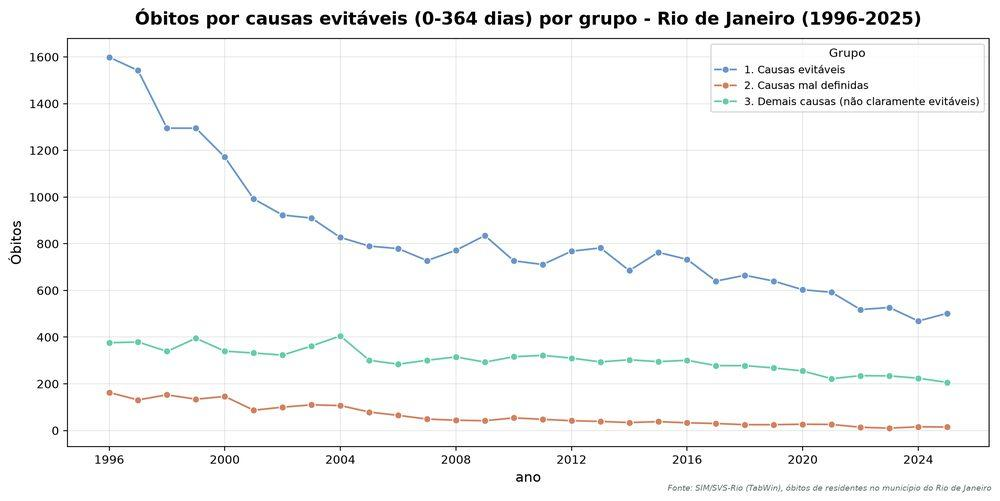 Óbitos por causas evitáveis (0-364 dias) por grupo - Rio de Janeiro (1996-2025)
Grupo
1. Causas evitáveis
2. Causas mal definidas
3. Demais causas (não claramente evitáveis)
Óbitos
1600
1400
1200
1000
800
600
400
200
0
1996
2000
2004
2008
2012
2016
2020
2024
ano
Fonte: SIM/SVS-Rio (TabWin), óbitos de residentes no município do Rio de Janeiro